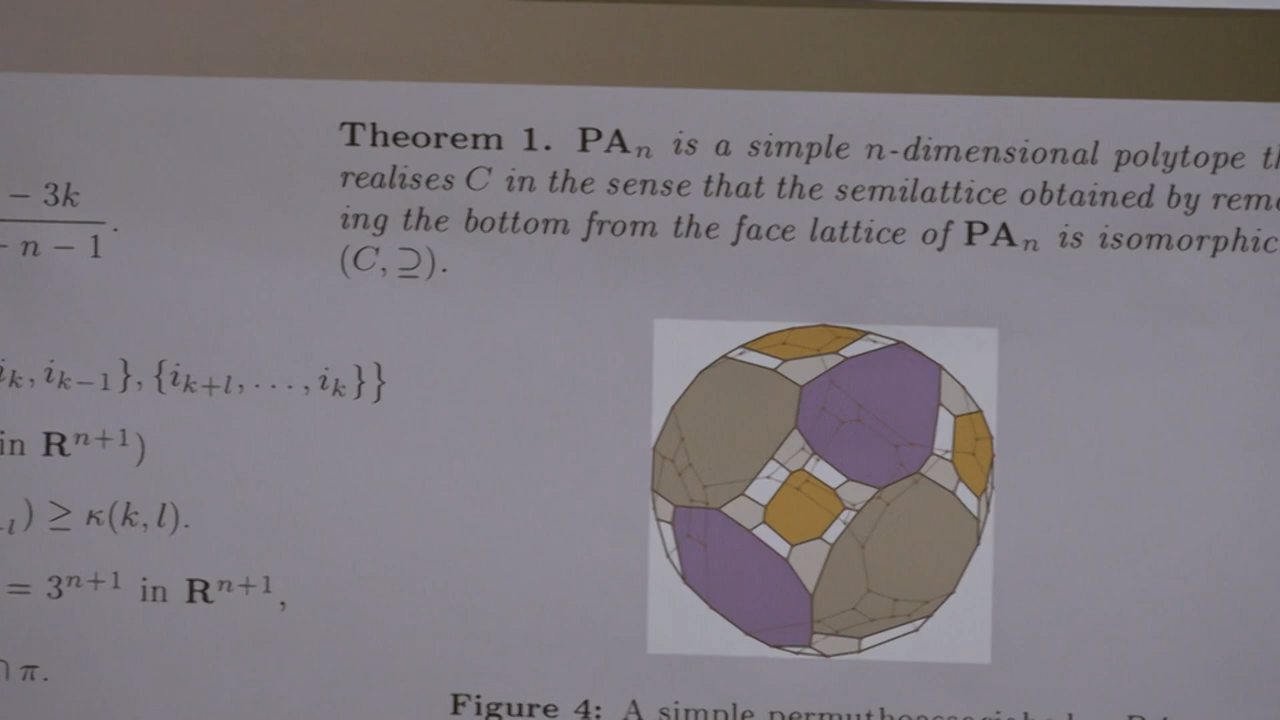 − 3k
n − 1
.
i_k, i_{k−1}}, {i_{k+l}, . . . , i_k}}
in R^{n+1})
_l) ≥ κ(k, l).
= 3^{n+1} in R^{n+1},
∩ π.
Theorem 1. PA_n is a simple n-dimensional polytope
realises C in the sense that the semilattice obtained by
ing the bottom from the face lattice of PA_n is isomorphic
(C, ⊇).
Figure 4: A simple